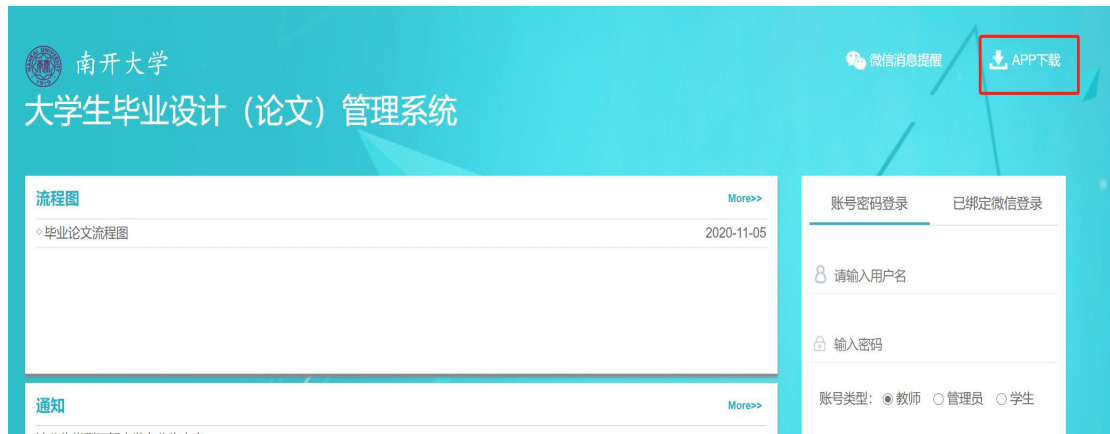 南开大学
微信消息提醒
APP下载
大学生毕业设计（论文）管理系统
流程图 More>>
◇毕业论文流程图 2020-11-05
账号密码登录 已绑定微信登录
请输入用户名
输入密码
账号类型： 教师 管理员 学生
通知 More>>